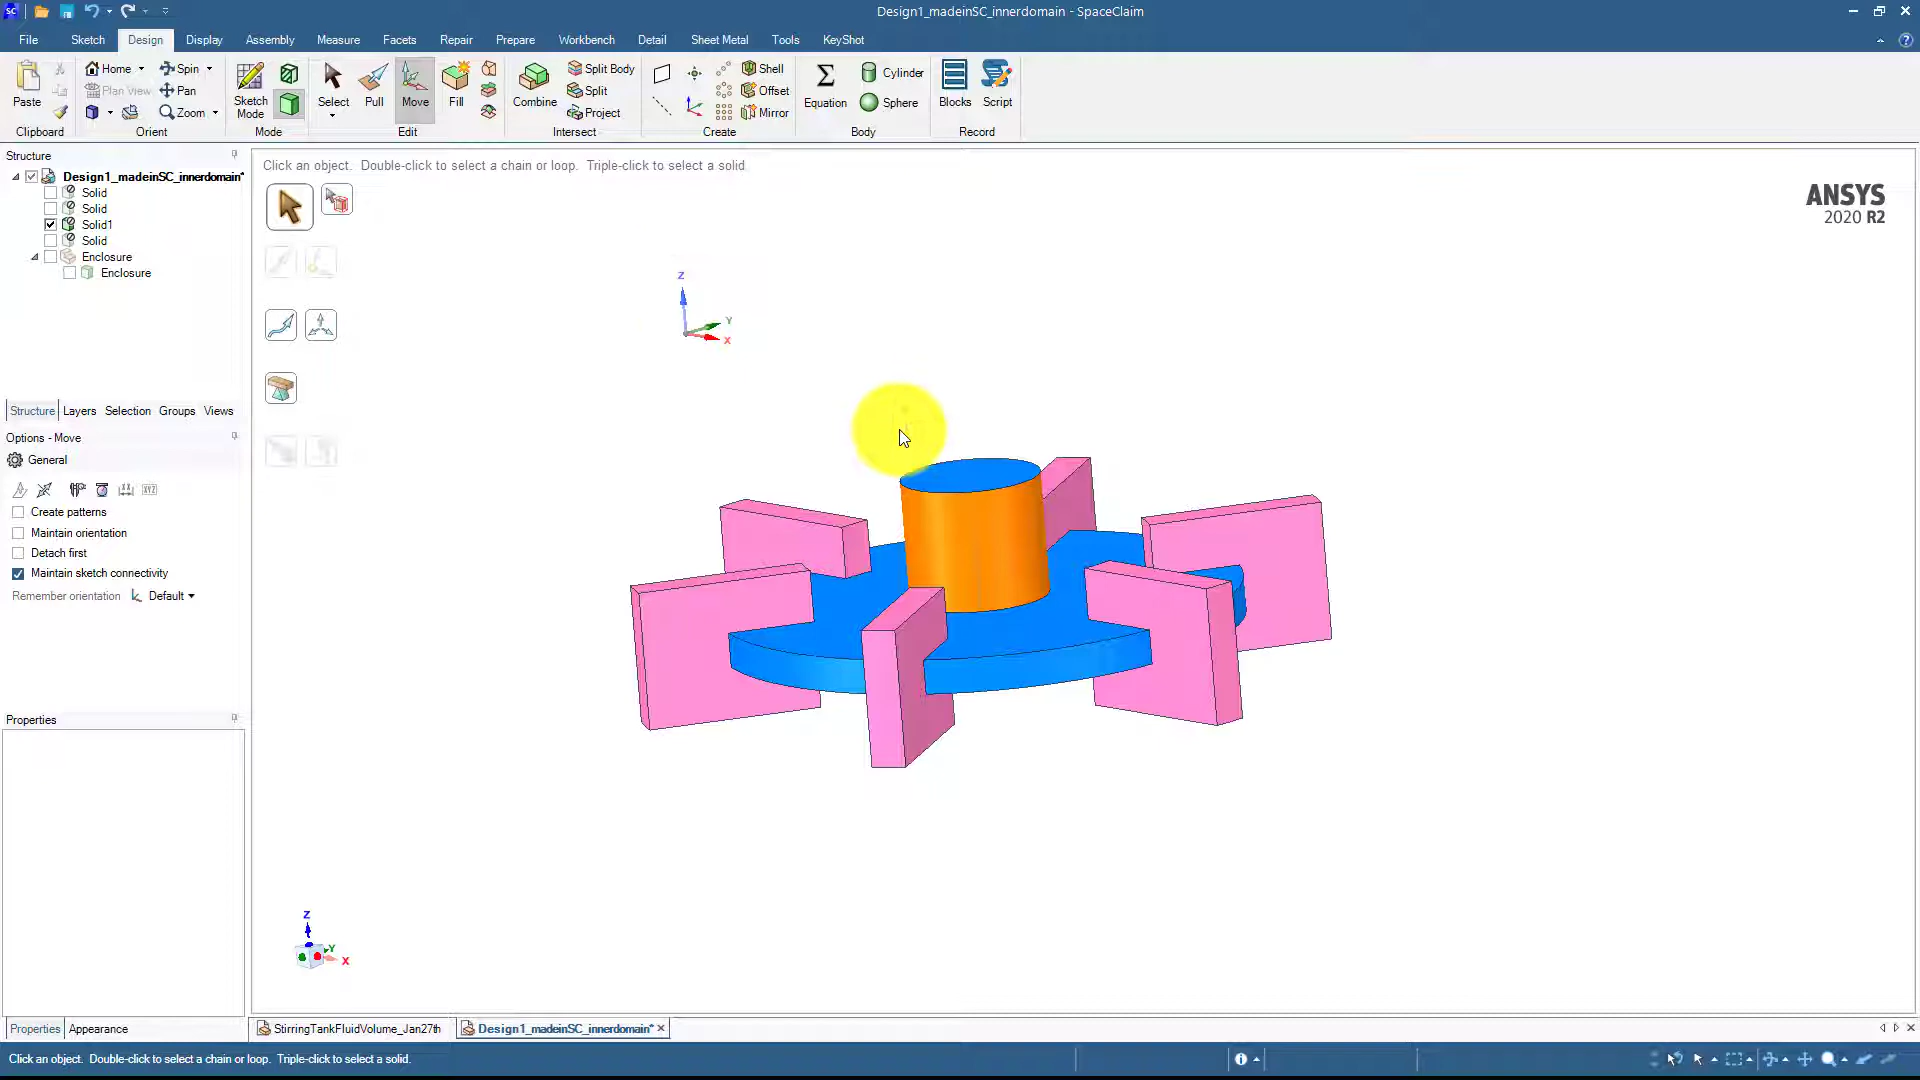 Design1_madeinSC_innerdomain - SpaceClaim
File Sketch Design Display Assembly Measure Facets Repair Prepare Workbench Detail Sheet Metal Tools KeyShot
Paste
Clipboard
Home Spin
Plan View Pan
Zoom
Orient
Sketch
Mode
Mode
Select Pull Move Fill
Edit
Combine
Split Body
Split
Project
Intersect
Shell
Offset
Mirror
Create
Equation
Cylinder
Sphere
Body
Blocks Script
Record
Structure
Design1_madeinSC_innerdomain*
Solid
Solid
Solid1
Solid
Enclosure
Enclosure
Structure Layers Selection Groups Views
Options - Move
General
Create patterns
Maintain orientation
Detach first
Maintain sketch connectivity
Remember orientation Default
Properties
Properties Appearance
Click an object. Double-click to select a chain or loop. Triple-click to select a solid.
ANSYS
2020 R2
Z
Y
X
Z
Y
X
StirringTankFluidVolume_Jan27th Design1_madeinSC_innerdomain*
Click an object. Double-click to select a chain or loop. Triple-click to select a solid.